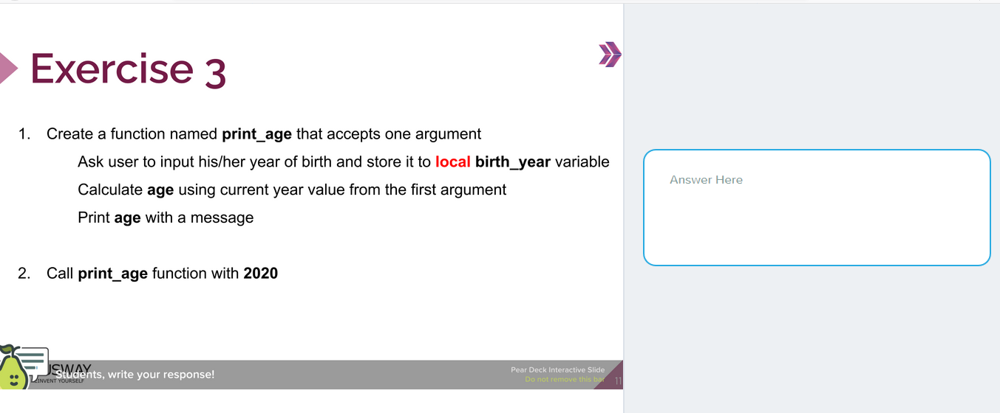 Exercise 3
1. Create a function named print_age that accepts one argument
Ask user to input his/her year of birth and store it to local birth_year variable
Calculate age using current year value from the first argument
Print age with a message
2. Call print_age function with 2020
Answer Here
USWAY
REINVENT YOURSELF
Students, write your response!
Pear Deck Interactive Slide
Do not remove this bar
11